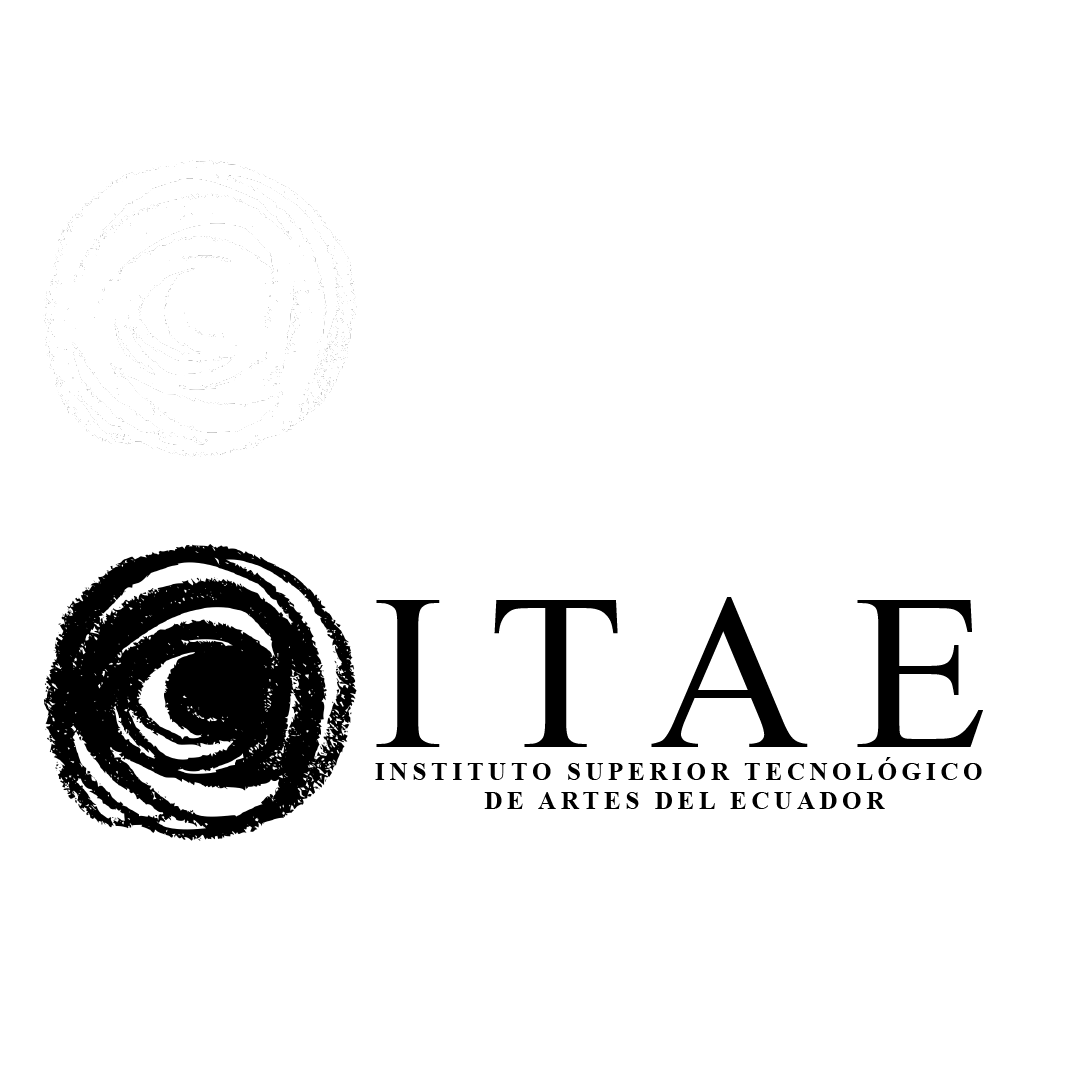 ITAE
INSTITUTO SUPERIOR TECNOLÓGICO
DE ARTES DEL ECUADOR